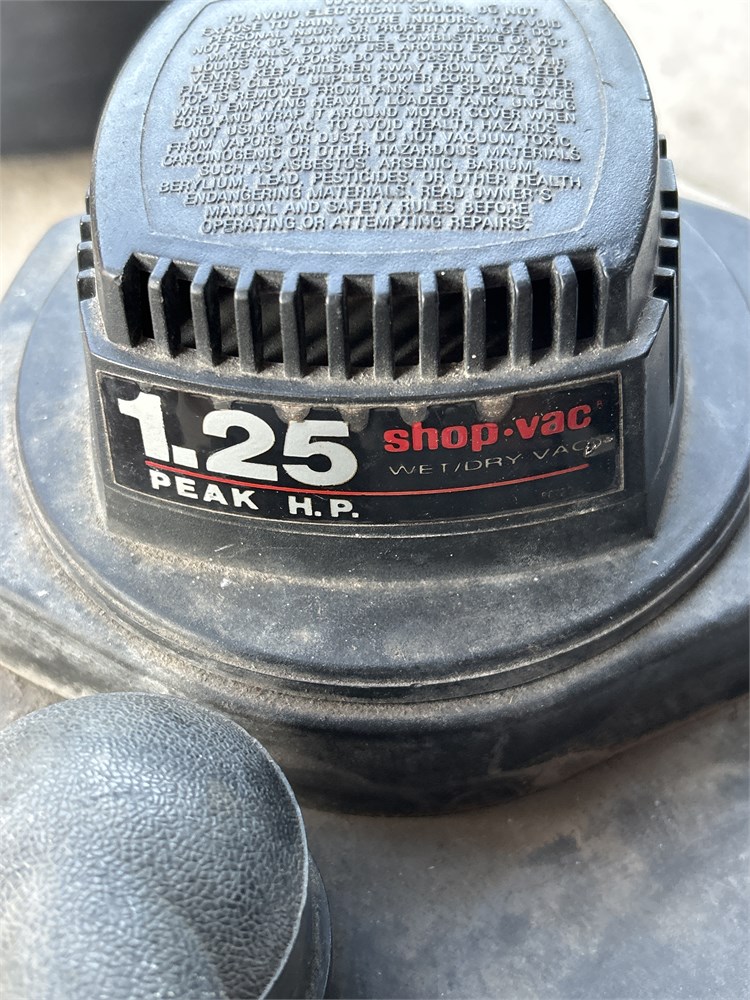 WARNING:
TO AVOID ELECTRICAL SHOCK, DO NOT
EXPOSE TO RAIN. STORE INDOORS. TO AVOID
PERSONAL INJURY OR PROPERTY DAMAGE: DO
NOT PICK UP FLAMMABLE, COMBUSTIBLE OR HOT
MATERIALS. DO NOT USE AROUND EXPLOSIVE
LIQUIDS OR VAPORS. DO NOT OBSTRUCT VAC AIR
VENTS. KEEP CHILDREN AWAY FROM VAC. KEEP
FILTERS CLEAN. UNPLUG POWER CORD WHENEVER
TOP IS REMOVED FROM TANK. USE SPECIAL CARE
WHEN EMPTYING HEAVILY LOADED TANK. UNPLUG
CORD AND WRAP IT AROUND MOTOR COVER WHEN
NOT USING VAC. TO AVOID HEALTH HAZARDS
FROM VAPORS OR DUST, DO NOT VACUUM TOXIC,
CARCINOGENIC OR OTHER HAZARDOUS MATERIALS
SUCH AS ASBESTOS, ARSENIC, BARIUM,
BERYLIUM, LEAD, PESTICIDES, OR OTHER HEALTH
ENDANGERING MATERIALS. READ OWNER'S
MANUAL AND SAFETY RULES BEFORE
OPERATING OR ATTEMPTING REPAIRS.
1.25
PEAK H.P.
shop·vac®
WET/DRY VAC